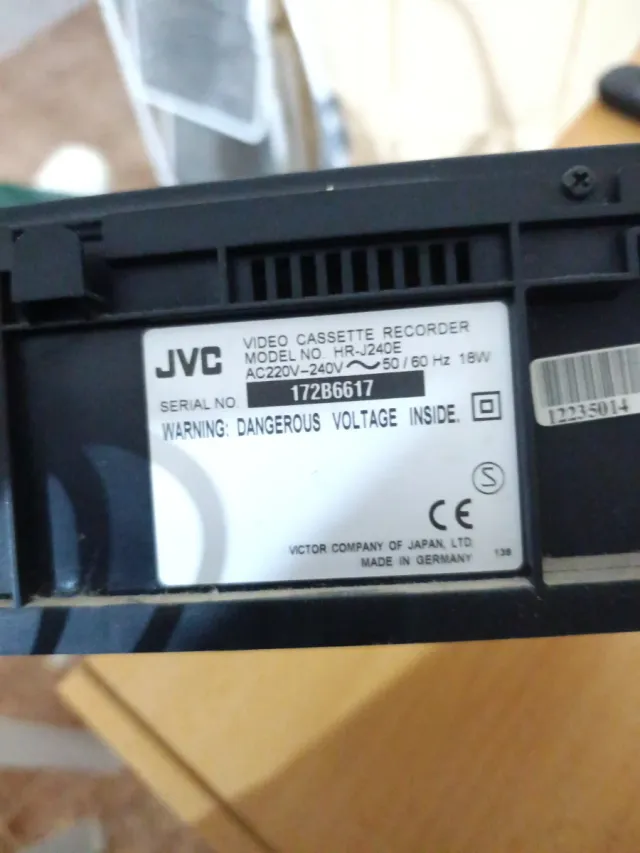 JVC
VIDEO CASSETTE RECORDER
MODEL NO. HR-J240E
AC220V–240V～50/60 Hz 18W
SERIAL NO. 172B6617
WARNING: DANGEROUS VOLTAGE INSIDE.
S
CE
VICTOR COMPANY OF JAPAN, LTD.
MADE IN GERMANY
138
12235014